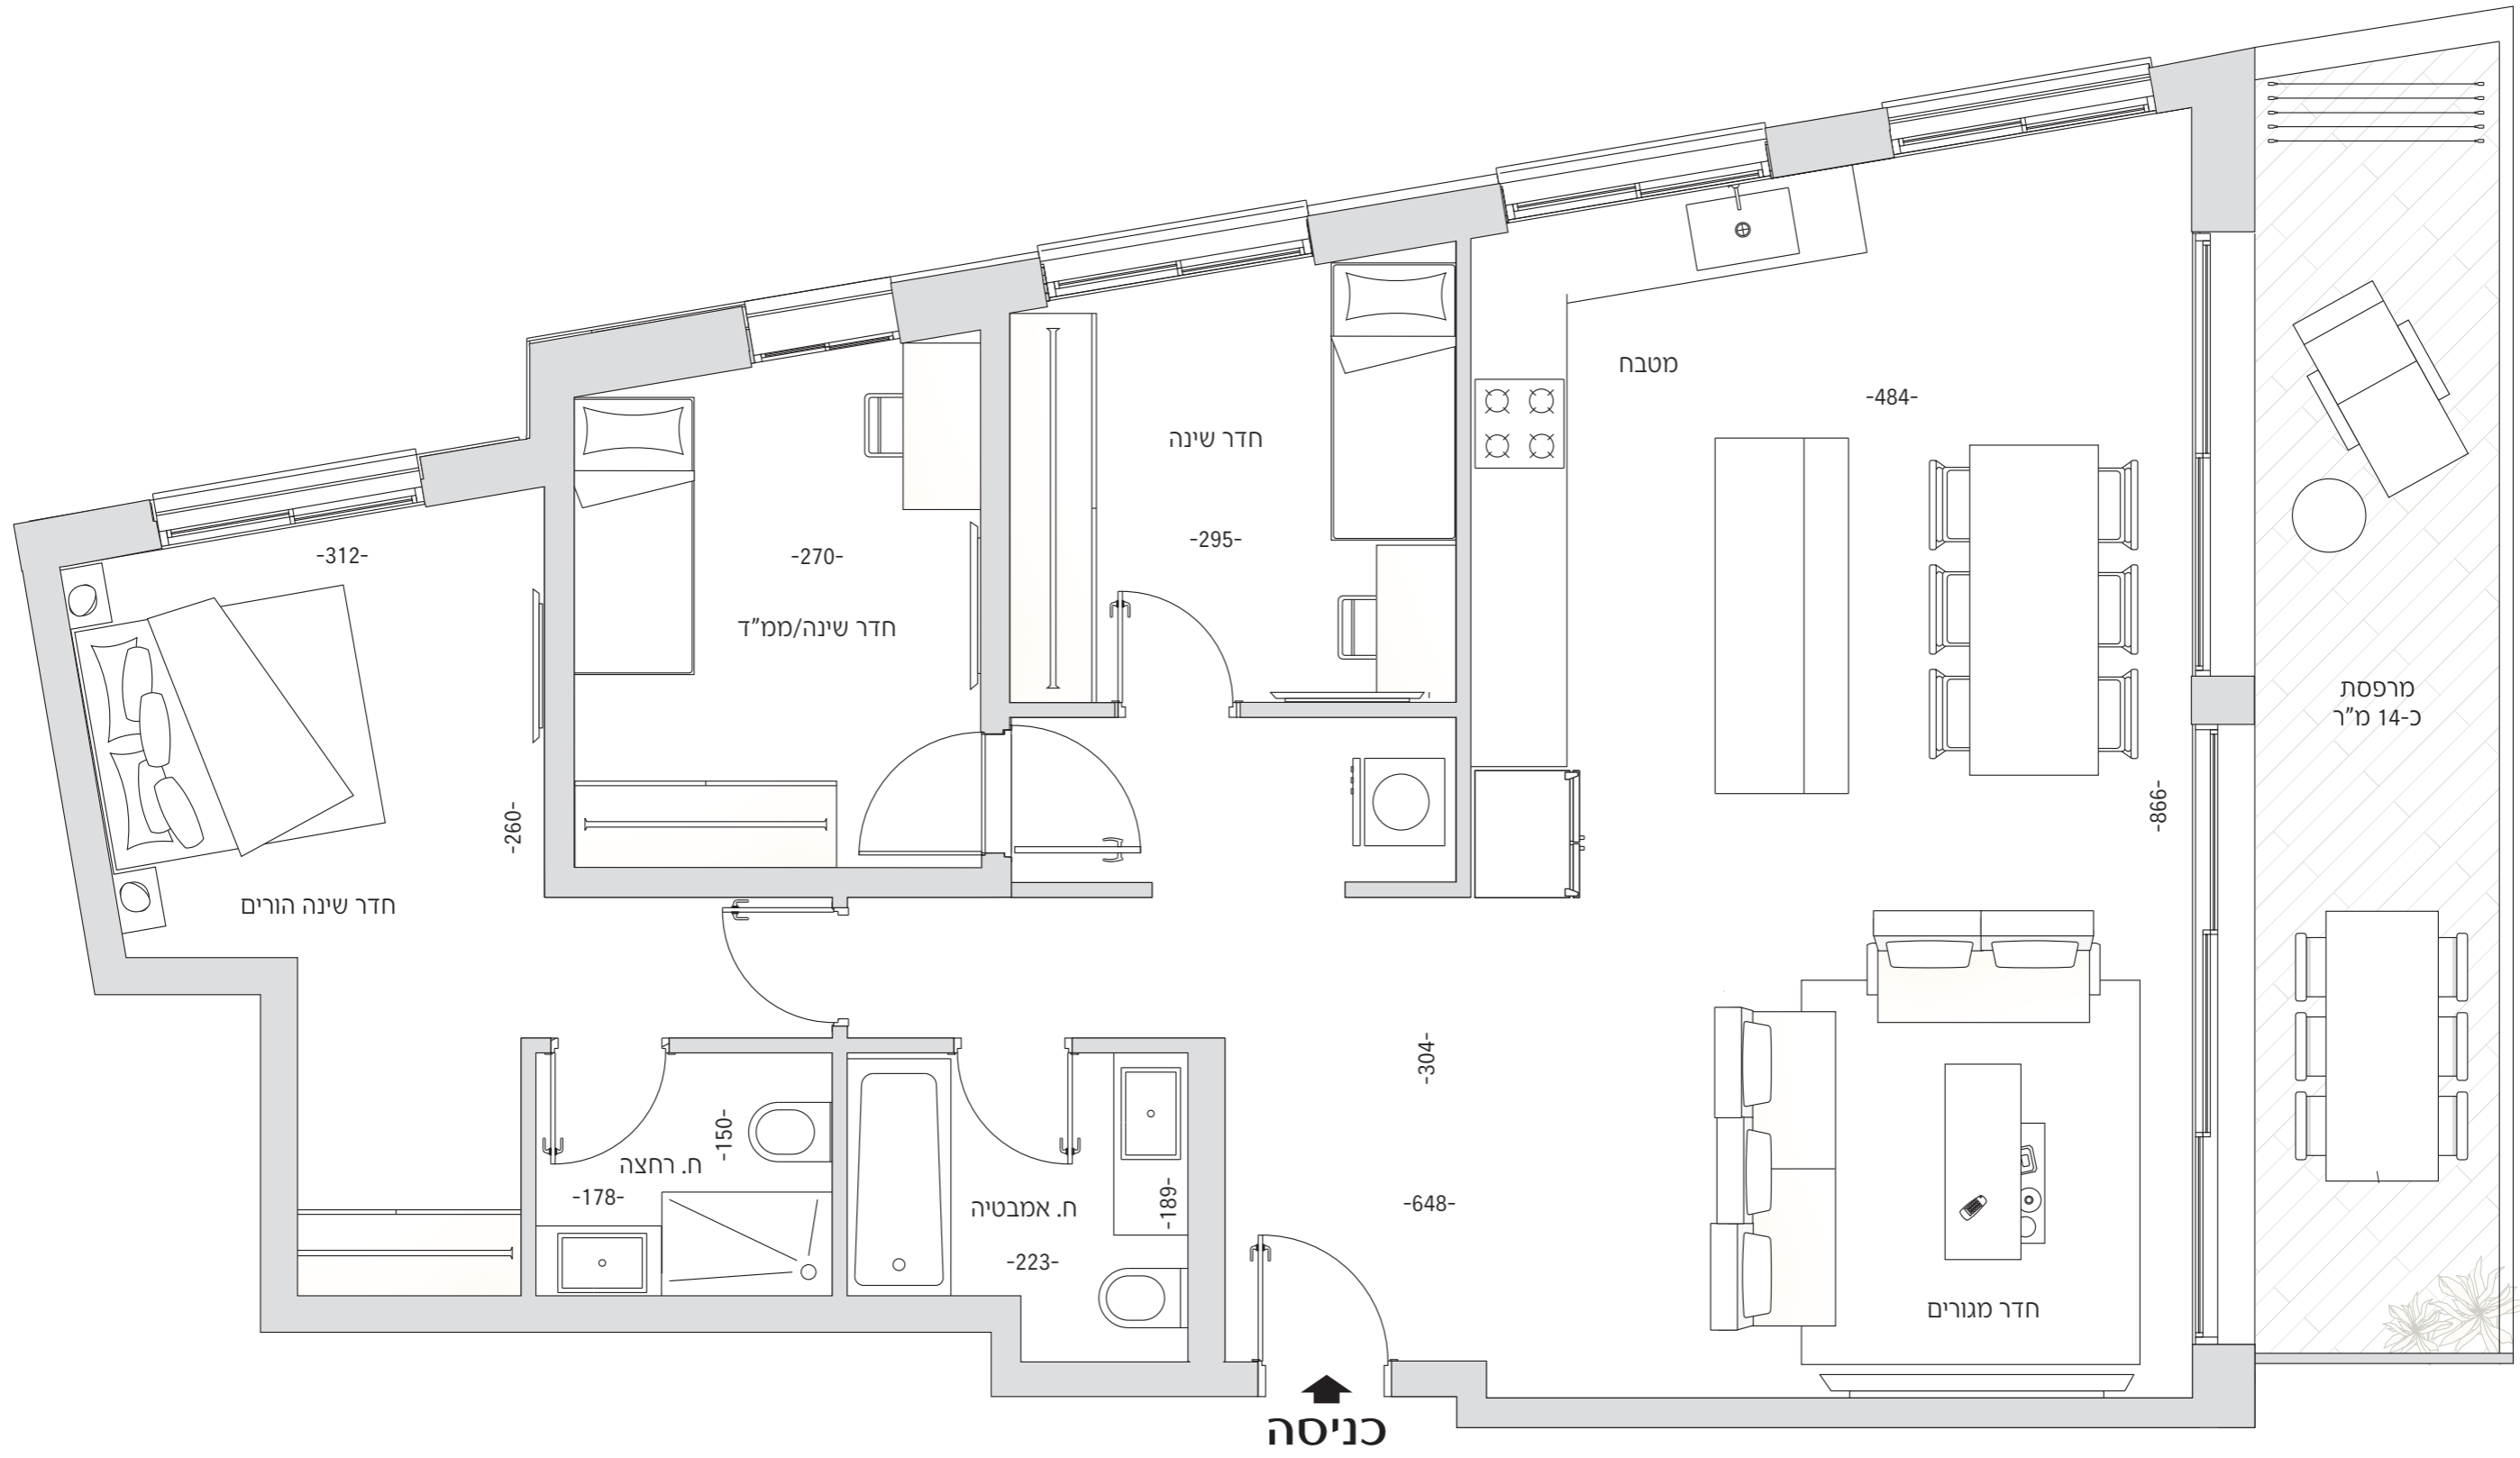 מטבח
-484-
חדר שינה
-295-
-312-
-270-
חדר שינה/ממ"ד
מרפסת
כ-14 מ"ר
-866-
-260-
חדר שינה הורים
-304-
-150-
ח. רחצה
-178-
-189-
ח. אמבטיה
-223-
-648-
חדר מגורים
כניסה